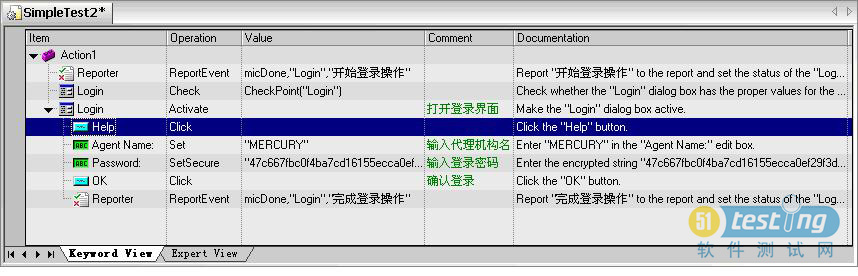 SimpleTest2*
Item Operation Value Comment Documentation
Action1
Reporter ReportEvent micDone,"Login","开始登录操作" Report "开始登录操作" to the report and set the status of the "Log...
Login Check CheckPoint("Login") Check whether the "Login" dialog box has the proper values for the
Login Activate 打开登录界面 Make the "Login" dialog box active.
Help Click Click the "Help" button.
Agent Name: Set "MERCURY" 输入代理机构名 Enter "MERCURY" in the "Agent Name:" edit box.
Password: SetSecure "47c667fbc0f4ba7cd16155ecca0ef... 输入登录密码 Enter the encrypted string "47c667fbc0f4ba7cd16155ecca0ef29f3d...
OK Click 确认登录 Click the "OK" button.
Reporter ReportEvent micDone,"Login","完成登录操作" Report "完成登录操作" to the report and set the status of the "Log...
51testing
软件测试网
Keyword View Expert View